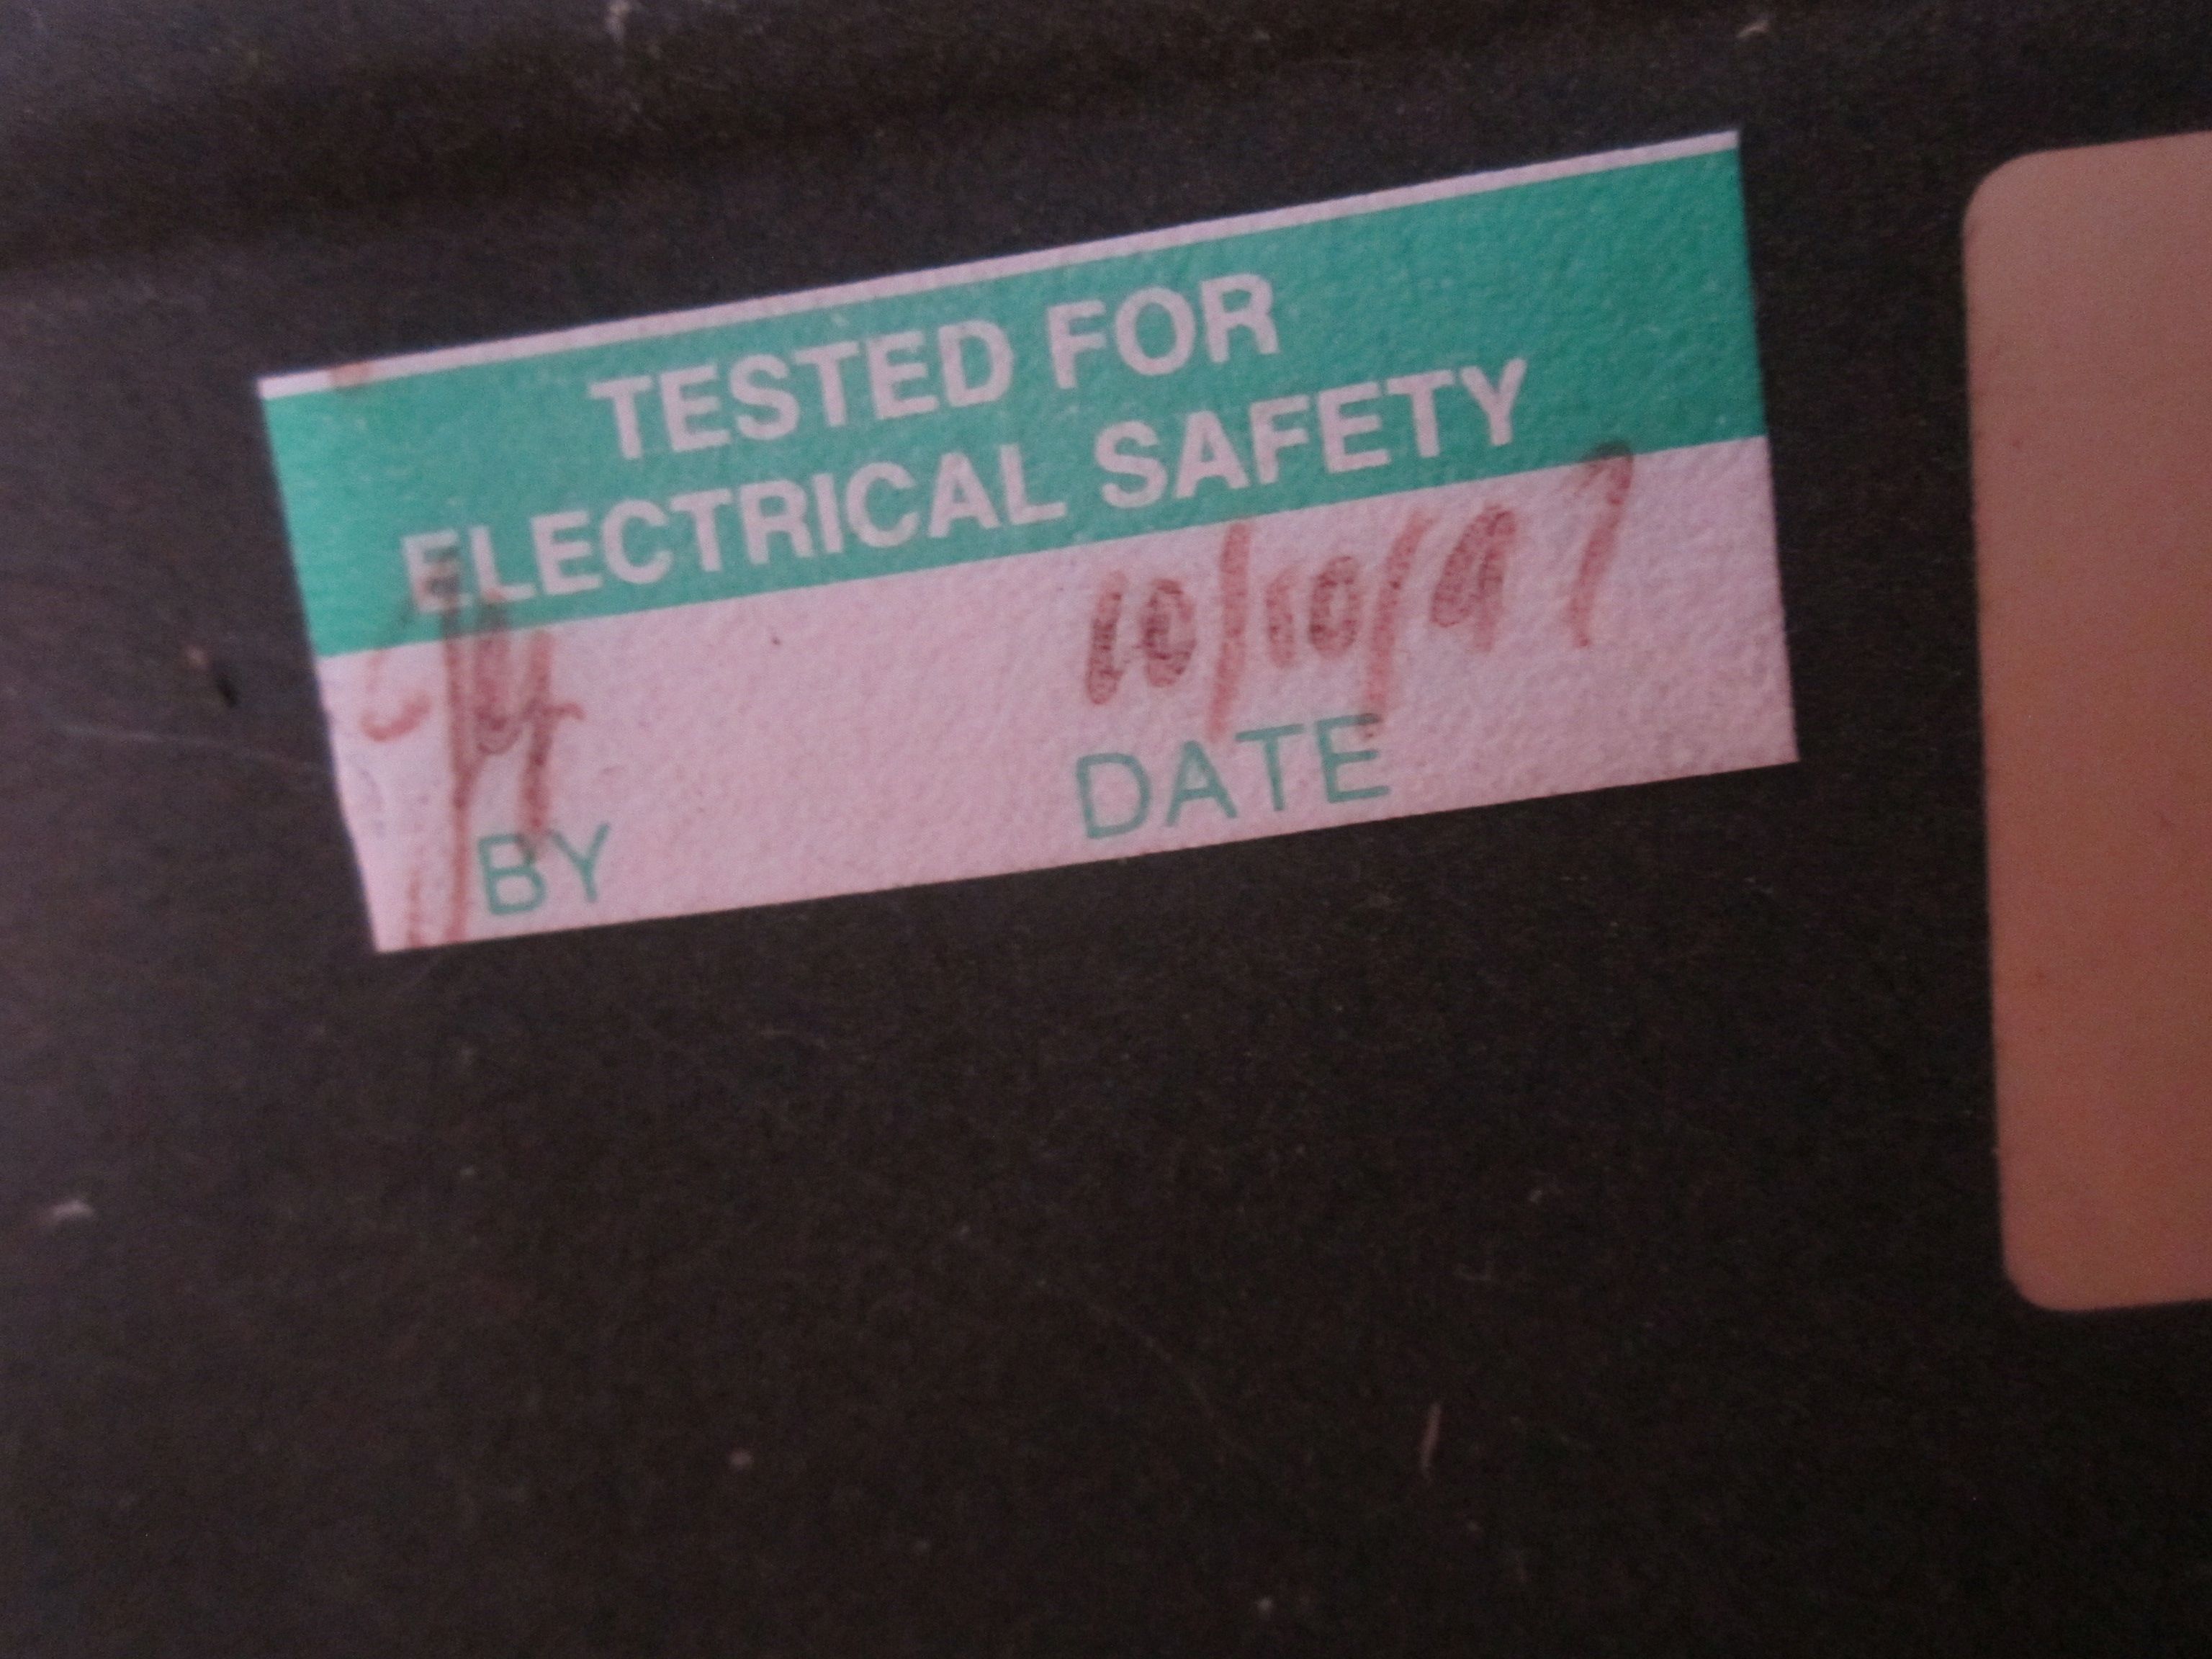 TESTED FOR
ELECTRICAL SAFETY
10/10/97
BY DATE